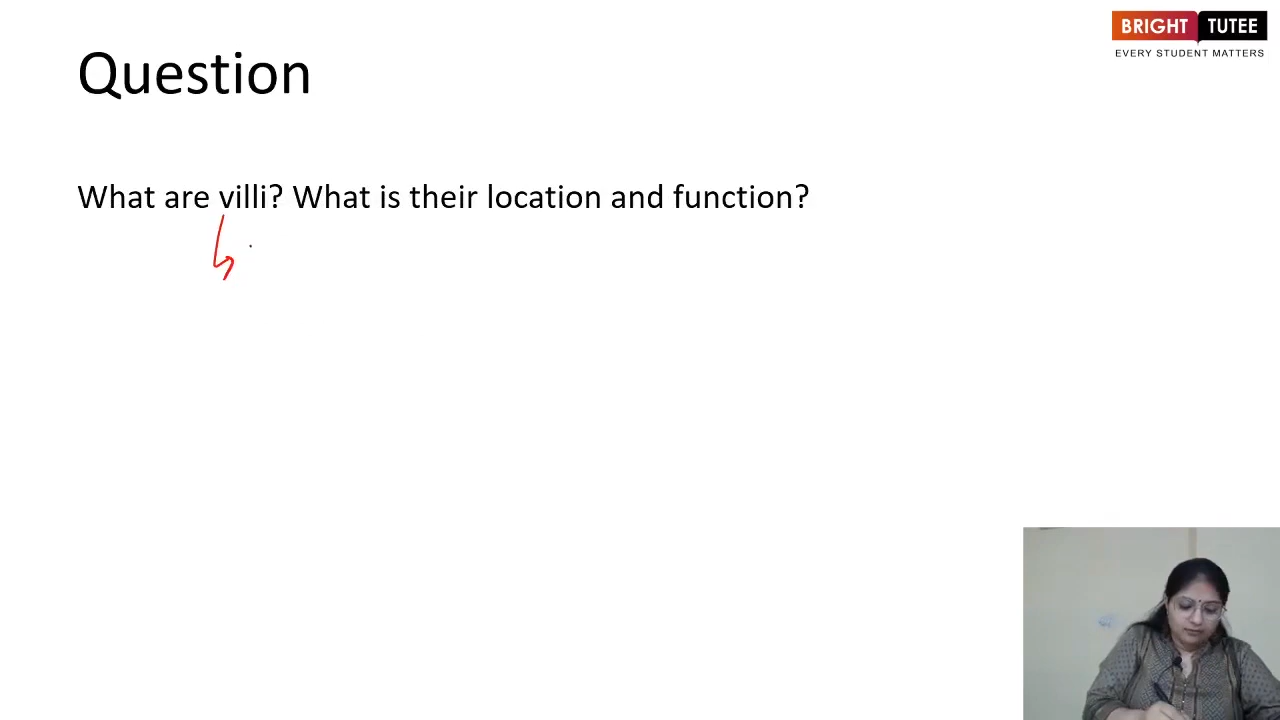 BRIGHT TUTEE
EVERY STUDENT MATTERS
Question
What are villi? What is their location and function?